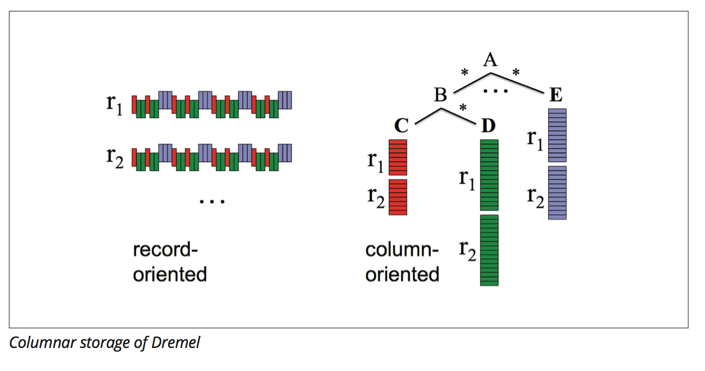 r1
r2
...
record-
oriented
A
* *
B ... E
*
C D
r1
r2
r1
r2
r1
r2
column-
oriented
Columnar storage of Dremel